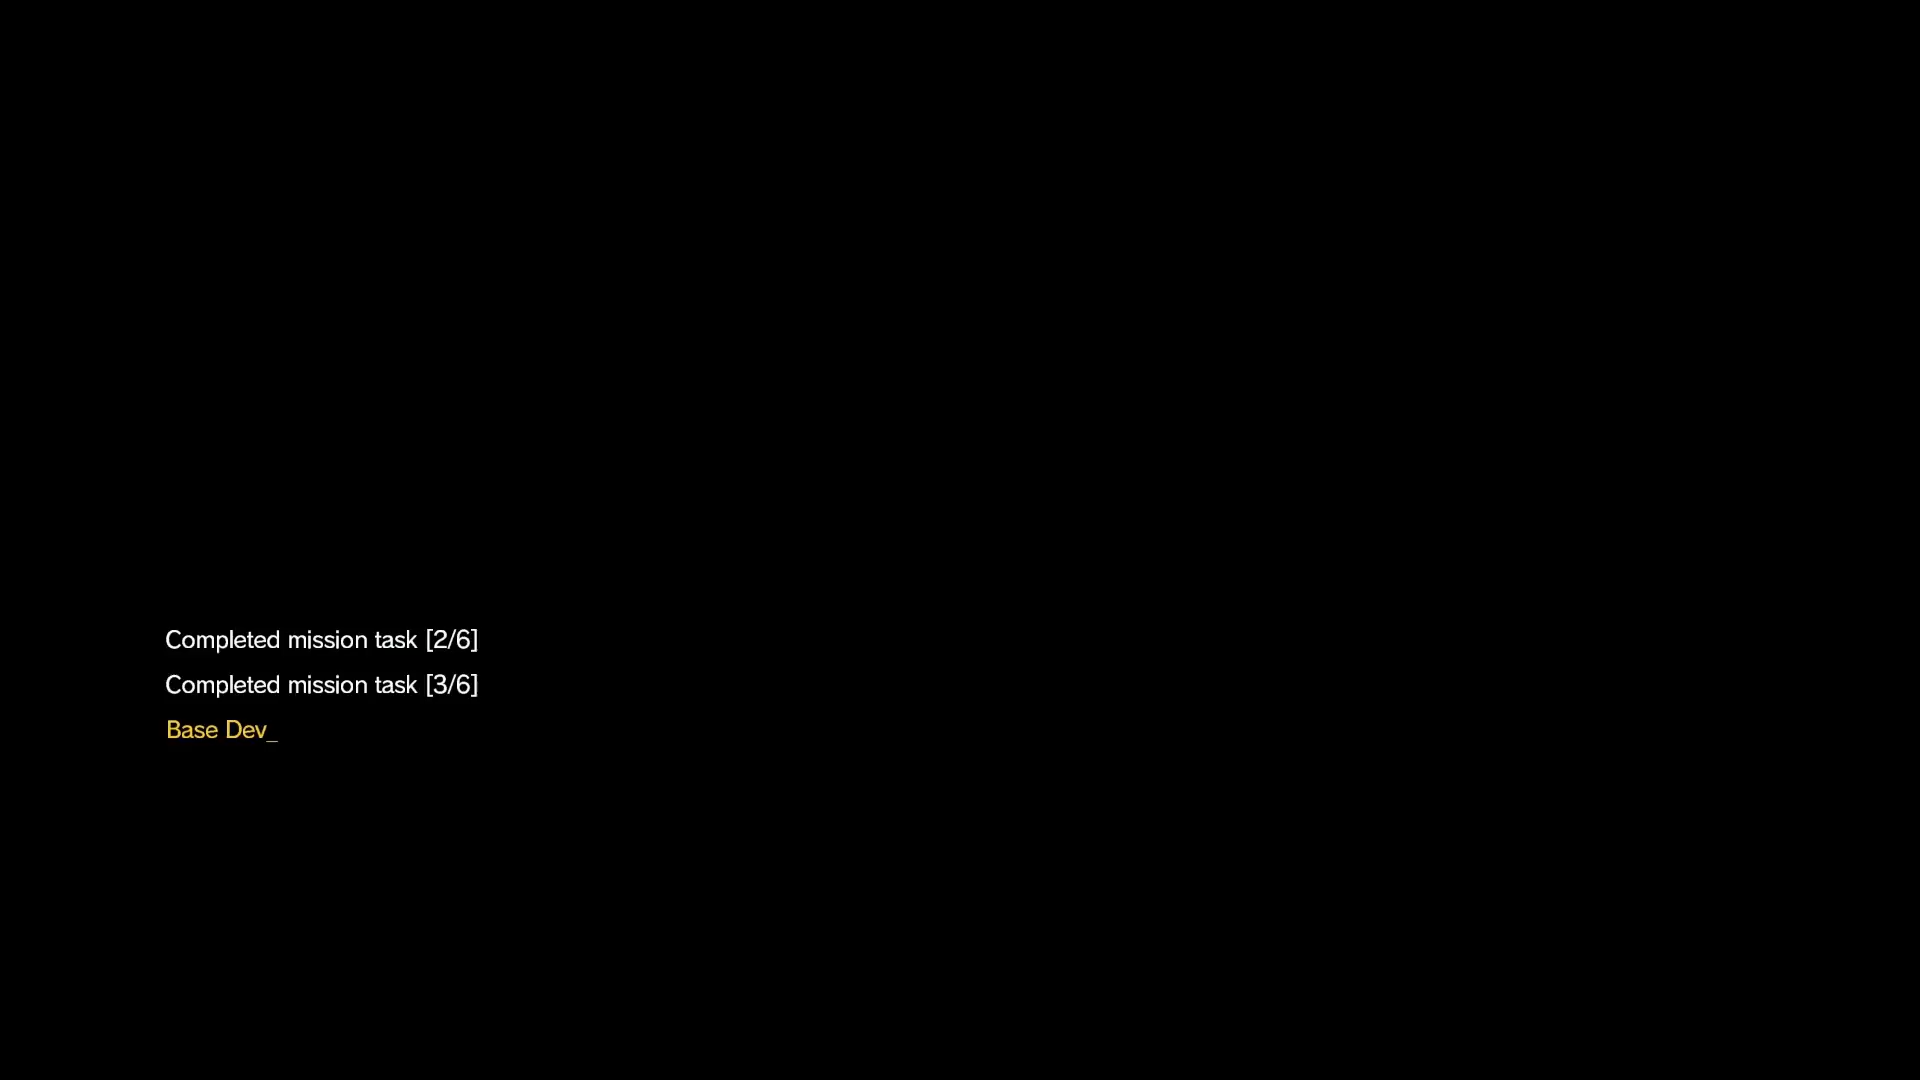 Completed mission task [2/6]
Completed mission task [3/6]
Base Dev_